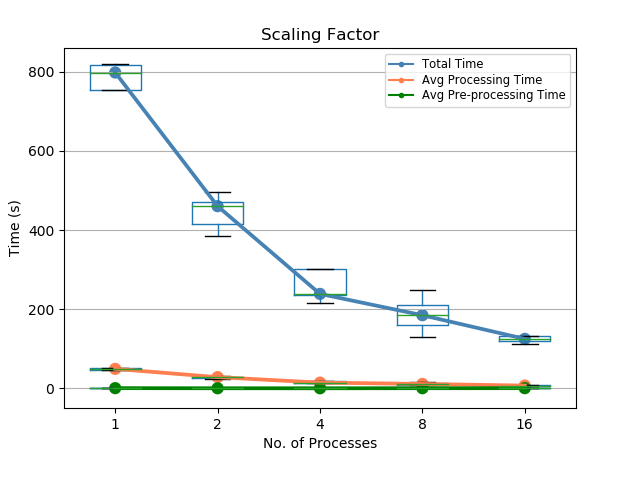 Scaling Factor
Total Time
Avg Processing Time
Avg Pre-processing Time
800
600
400
200
0
Time (s)
1 2 4 8 16
No. of Processes